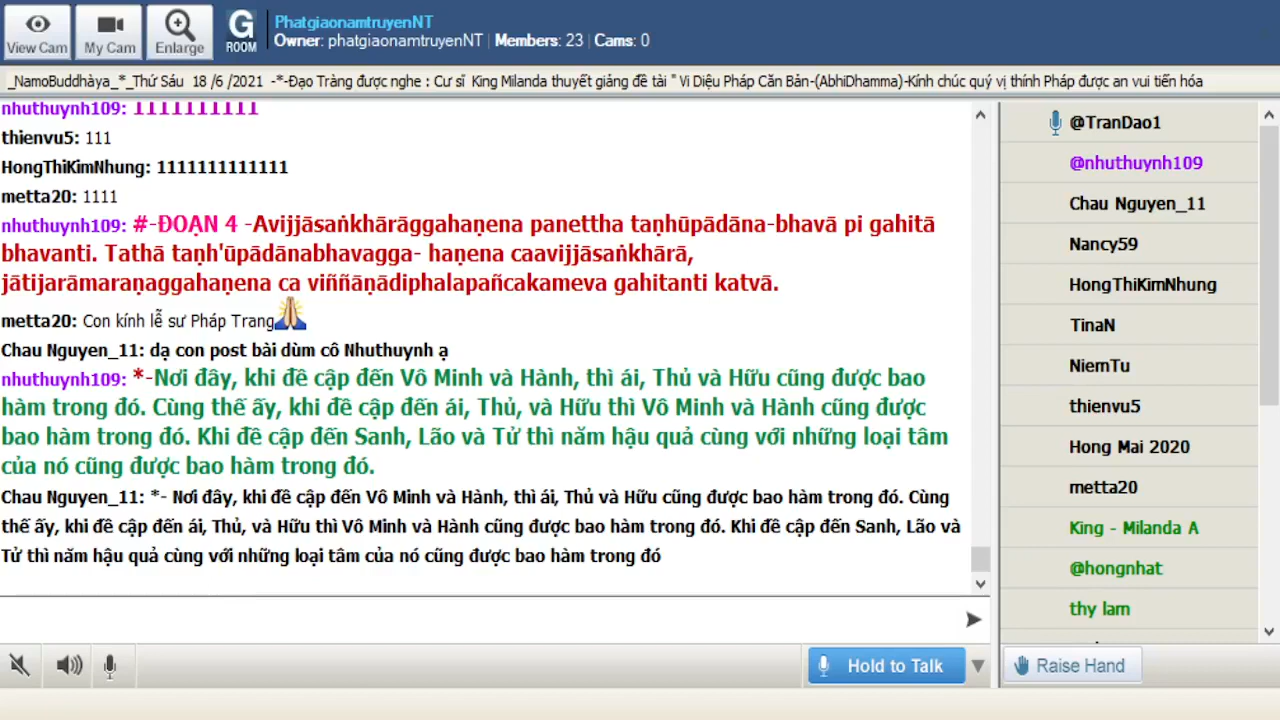 View Cam
My Cam
Enlarge
G
ROOM
PhatgiaonamtruyenNT
Owner: phatgiaonamtruyenNT | Members: 23 | Cams: 0
_NamoBuddhàya_*_Thứ Sáu 18 /6 /2021 -*-Đạo Tràng được nghe : Cư sĩ King Milanda thuyết giảng đề tài " Vi Diệu Pháp Căn Bản-(AbhiDhamma)-Kính chúc quý vị thính Pháp được an vui tiến hóa
nhuthuynh109: 1111111111
thienvu5: 111
HongThiKimNhung: 1111111111111
metta20: 1111
nhuthuynh109: #-ĐOẠN 4 -Avijjāsaṅkhārāggahaṇena panettha taṇhūpādāna-bhavā pi gahitā
bhavanti. Tathā taṇh'ūpādānabhavagga- haṇena caavijjāsaṅkhārā,
jātijarāmaraṇaggahaṇena ca viññāṇādiphalapañcakameva gahitanti katvā.
metta20: Con kính lễ sư Pháp Trang
Chau Nguyen_11: dạ con post bài dùm cô Nhuthuynh ạ
nhuthuynh109: *-Nơi đây, khi đề cập đến Vô Minh và Hành, thì ái, Thủ và Hữu cũng được bao
hàm trong đó. Cùng thế ấy, khi đề cập đến ái, Thủ, và Hữu thì Vô Minh và Hành cũng được
bao hàm trong đó. Khi đề cập đến Sanh, Lão và Tử thì năm hậu quả cùng với những loại tâm
của nó cũng được bao hàm trong đó.
Chau Nguyen_11: *- Nơi đây, khi đề cập đến Vô Minh và Hành, thì ái, Thủ và Hữu cũng được bao hàm trong đó. Cùng
thế ấy, khi đề cập đến ái, Thủ, và Hữu thì Vô Minh và Hành cũng được bao hàm trong đó. Khi đề cập đến Sanh, Lão và
Tử thì năm hậu quả cùng với những loại tâm của nó cũng được bao hàm trong đó
@TranDao1
@nhuthuynh109
Chau Nguyen_11
Nancy59
HongThiKimNhung
TinaN
NiemTu
thienvu5
Hong Mai 2020
metta20
King - Milanda A
@hongnhat
thy lam
Hold to Talk
Raise Hand